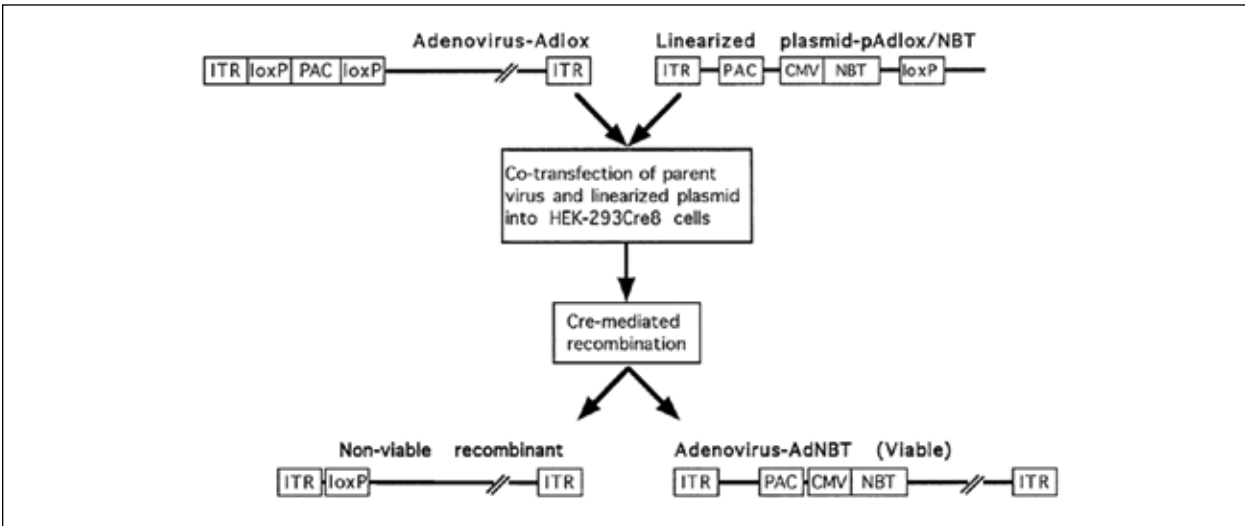 Adenovirus-Adlox
Linearized plasmid-pAdlox/NBT
ITR loxP PAC loxP ITR
ITR PAC CMV NBT loxP
Co-transfection of parent
virus and linearized plasmid
into HEK-293Cre8 cells
Cre-mediated
recombination
Non-viable recombinant
Adenovirus-AdNBT (Viable)
ITR loxP ITR
ITR PAC CMV NBT ITR